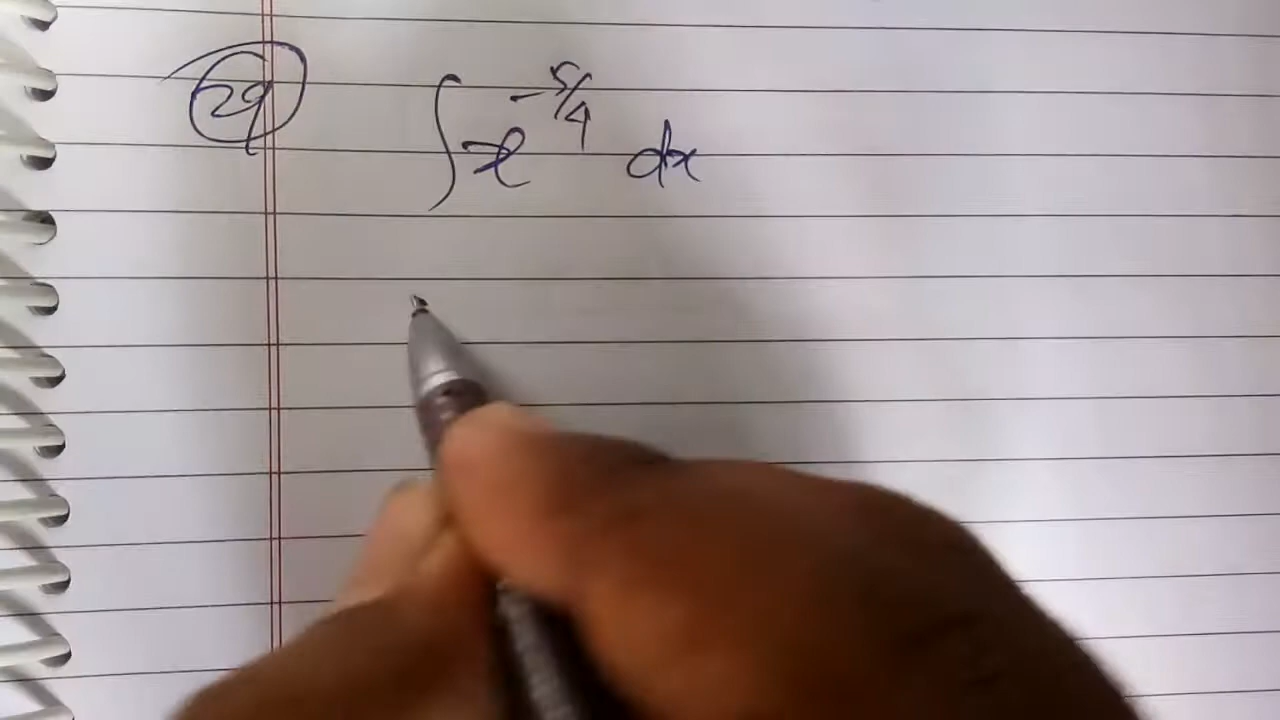 29 ∫ x^{-5/4} dx